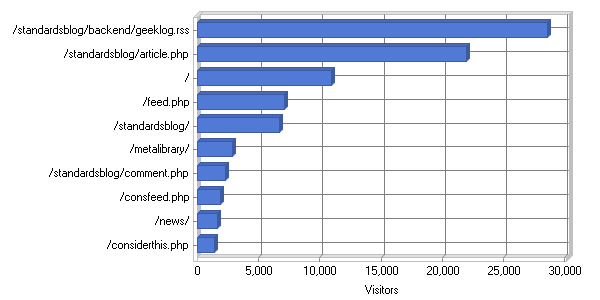 /standardsblog/backend/geeklog.rss
/standardsblog/article.php
/
/feed.php
/standardsblog/
/metalibrary/
/standardsblog/comment.php
/consfeed.php
/news/
/considerthis.php
0 5,000 10,000 15,000 20,000 25,000 30,000
Visitors